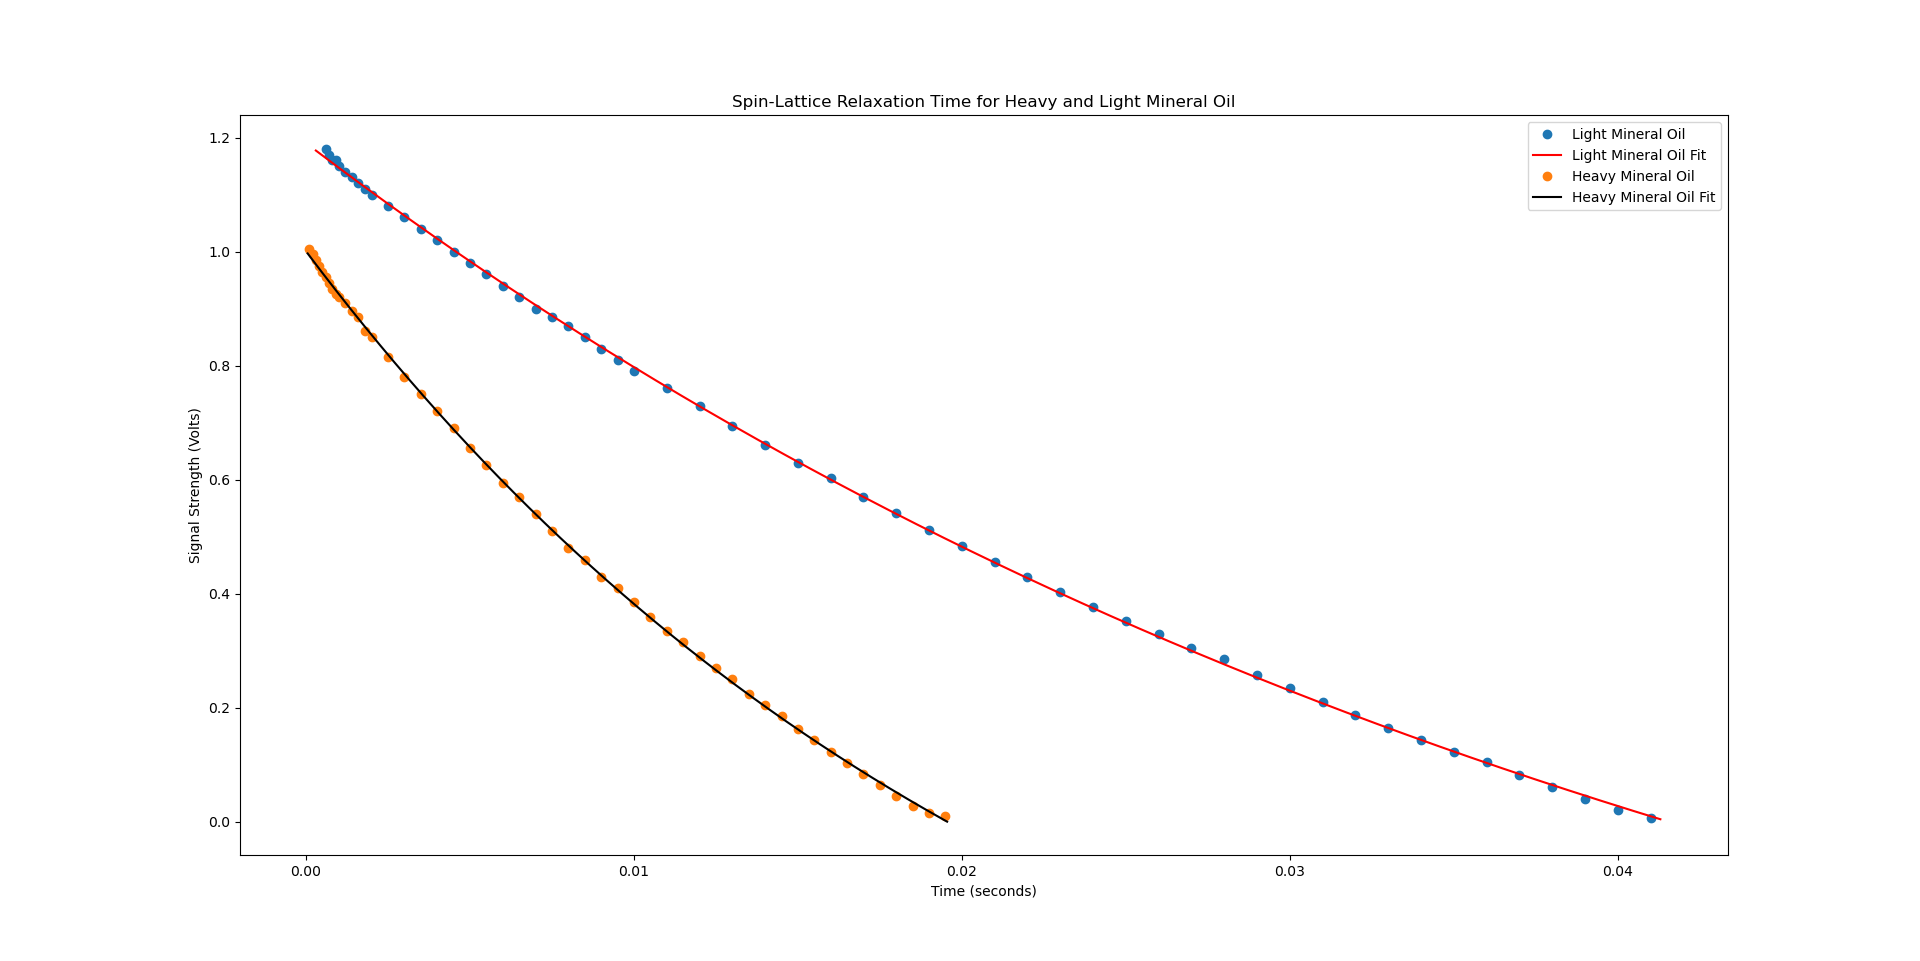 Spin-Lattice Relaxation Time for Heavy and Light Mineral Oil
Light Mineral Oil
Light Mineral Oil Fit
Heavy Mineral Oil
Heavy Mineral Oil Fit
Signal Strength (Volts)
1.2
1.0
0.8
0.6
0.4
0.2
0.0
0.00 0.01 0.02 0.03 0.04
Time (seconds)